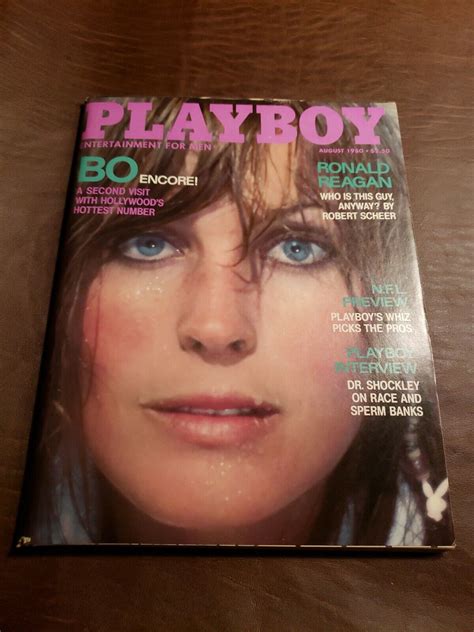 PLAYBOY
ENTERTAINMENT FOR MEN
AUGUST 1980 • $2.50
BO ENCORE!
A SECOND VISIT
WITH HOLLYWOOD'S
HOTTEST NUMBER
RONALD
REAGAN
WHO IS THIS GUY,
ANYWAY? BY
ROBERT SCHEER
N.F.L.
PREVIEW
PLAYBOY'S WHIZ
PICKS THE PROS
PLAYBOY
INTERVIEW
DR. SHOCKLEY
ON RACE AND
SPERM BANKS